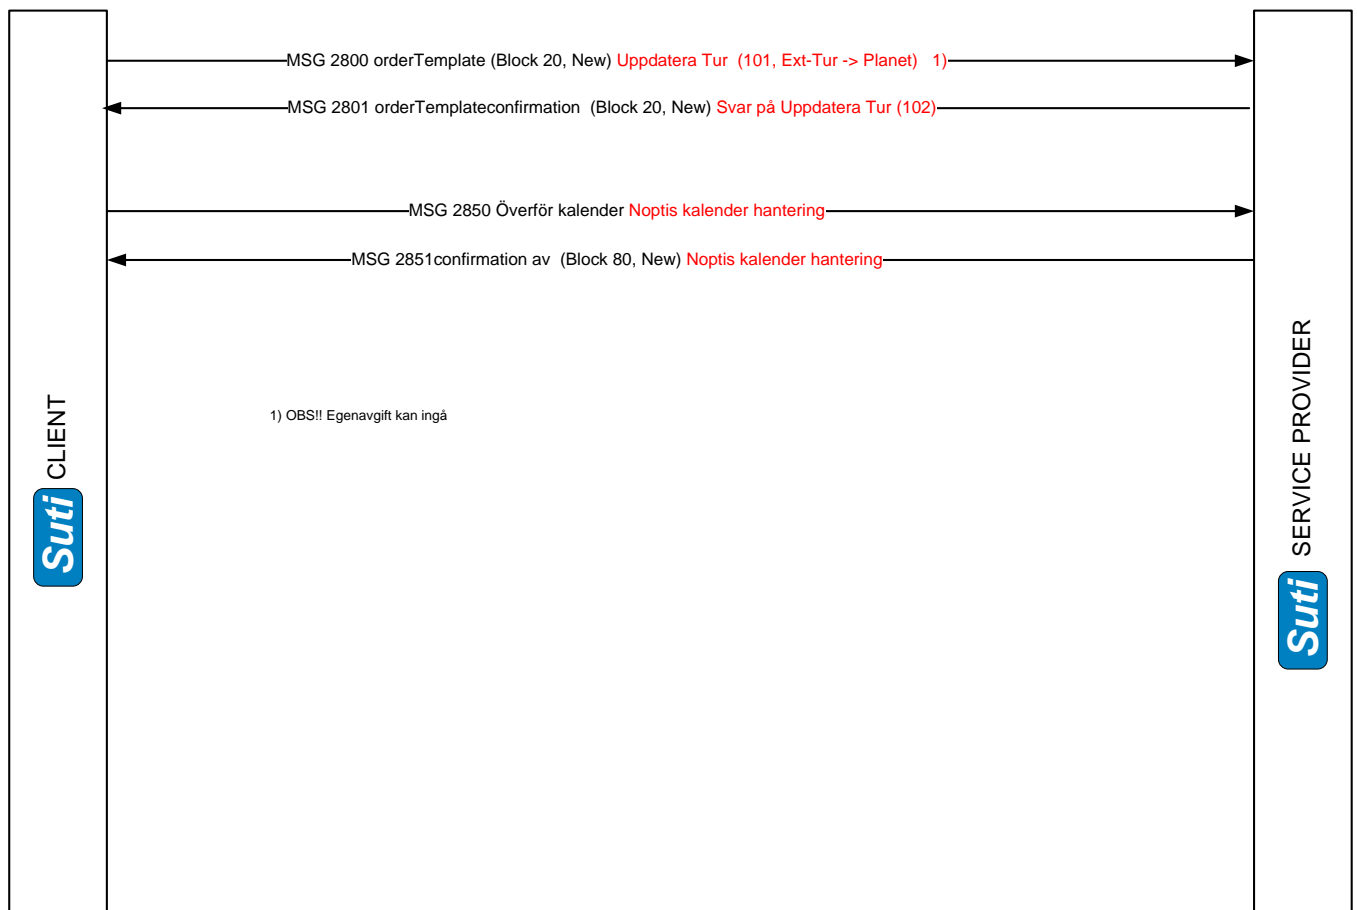 MSG 2800 orderTemplate (Block 20, New) Uppdatera Tur  (101, Ext-Tur -> Planet)   1)
MSG 2801 orderTemplateconfirmation  (Block 20, New) Svar på Uppdatera Tur (102)
MSG 2850 Överför kalender Noptis kalender hantering
MSG 2851confirmation av  (Block 80, New) Noptis kalender hantering
1) OBS!! Egenavgift kan ingå
Suti CLIENT
Suti SERVICE PROVIDER